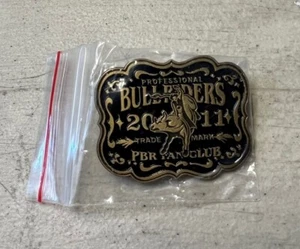 PROFESSIONAL
BULL RIDERS
20 11
TRADE MARK
PBR FAN CLUB